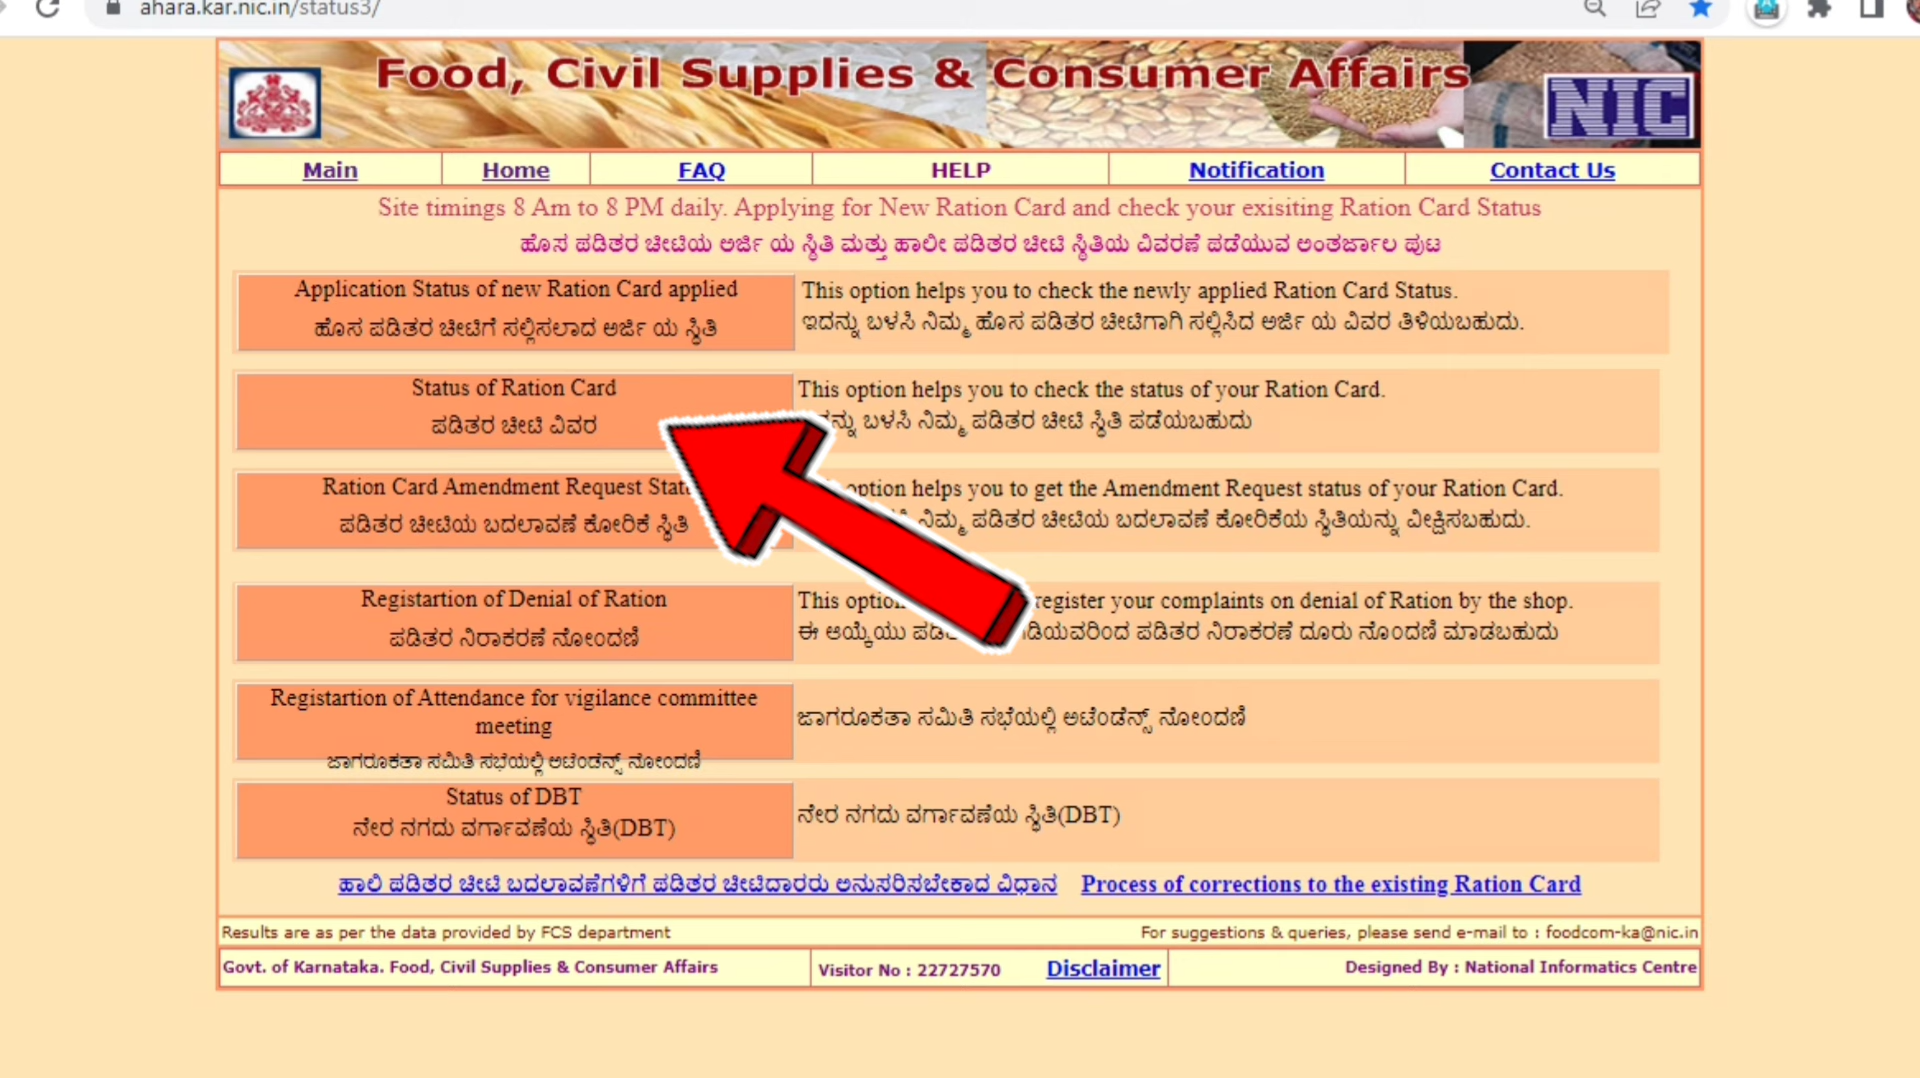 ahara.kar.nic.in/status3/
Food, Civil Supplies & Consumer Affairs
NIC
Main Home FAQ HELP Notification Contact Us
Site timings 8 Am to 8 PM daily. Applying for New Ration Card and check your exisiting Ration Card Status
ಹೊಸ ಪಡಿತರ ಚೀಟಿಯ ಅರ್ಜಿ ಯ ಸ್ಥಿತಿ ಮತ್ತು ಹಾಲೀ ಪಡಿತರ ಚೀಟಿ ಸ್ಥಿತಿಯ ವಿವರಣೆ ಪಡೆಯುವ ಅಂತರ್ಜಾಲ ಪುಟ
Application Status of new Ration Card applied
ಹೊಸ ಪಡಿತರ ಚೀಟಿಗೆ ಸಲ್ಲಿಸಲಾದ ಅರ್ಜಿ ಯ ಸ್ಥಿತಿ
This option helps you to check the newly applied Ration Card Status.
ಇದನ್ನು ಬಳಸಿ ನಿಮ್ಮ ಹೊಸ ಪಡಿತರ ಚೀಟಿಗಾಗಿ ಸಲ್ಲಿಸಿದ ಅರ್ಜಿ ಯ ವಿವರ ತಿಳಿಯಬಹುದು.
Status of Ration Card
ಪಡಿತರ ಚೀಟಿ ವಿವರ
This option helps you to check the status of your Ration Card.
ಬಳಸಿ ನಿಮ್ಮ ಪಡಿತರ ಚೀಟಿ ಸ್ಥಿತಿ ಪಡೆಯಬಹುದು
Ration Card Amendment Request
ಪಡಿತರ ಚೀಟಿಯ ಬದಲಾವಣೆ ಕೋರಿಕೆ ಸ್ಥಿತಿ
option helps you to get the Amendment Request status of your Ration Card.
ನಿಮ್ಮ ಪಡಿತರ ಚೀಟಿಯ ಬದಲಾವಣೆ ಕೋರಿಕೆಯ ಸ್ಥಿತಿಯನ್ನು ವೀಕ್ಷಿಸಬಹುದು.
Registartion of Denial of Ration
ಪಡಿತರ ನಿರಾಕರಣೆ ನೋಂದಣಿ
This option register your complaints on denial of Ration by the shop.
ಈ ಆಯ್ಕೆಯು ಪಡಿತರ ನಿರಾಕರಣೆ ದೂರು ನೊಂದಣಿ ಮಾಡಬಹುದು
Registartion of Attendance for vigilance committee
meeting
ಜಾಗರೂಕತಾ ಸಮಿತಿ ಸಭೆಯಲ್ಲಿ ಅಟೆಂಡೆನ್ಸ್ ನೋಂದಣಿ
ಜಾಗರೂಕತಾ ಸಮಿತಿ ಸಭೆಯಲ್ಲಿ ಅಟೆಂಡೆನ್ಸ್ ನೋಂದಣಿ
Status of DBT
ನೇರ ನಗದು ವರ್ಗಾವಣೆಯ ಸ್ಥಿತಿ(DBT)
ನೇರ ನಗದು ವರ್ಗಾವಣೆಯ ಸ್ಥಿತಿ(DBT)
ಹಾಲಿ ಪಡಿತರ ಚೀಟಿ ಬದಲಾವಣೆಗಳಿಗೆ ಪಡಿತರ ಚೀಟಿದಾರರು ಅನುಸರಿಸಬೇಕಾದ ವಿಧಾನ Process of corrections to the existing Ration Card
Results are as per the data provided by FCS department For suggestions & queries, please send e-mail to : foodcom-ka@nic.in
Govt. of Karnataka. Food, Civil Supplies & Consumer Affairs Visitor No : 22727570 Disclaimer Designed By : National Informatics Centre